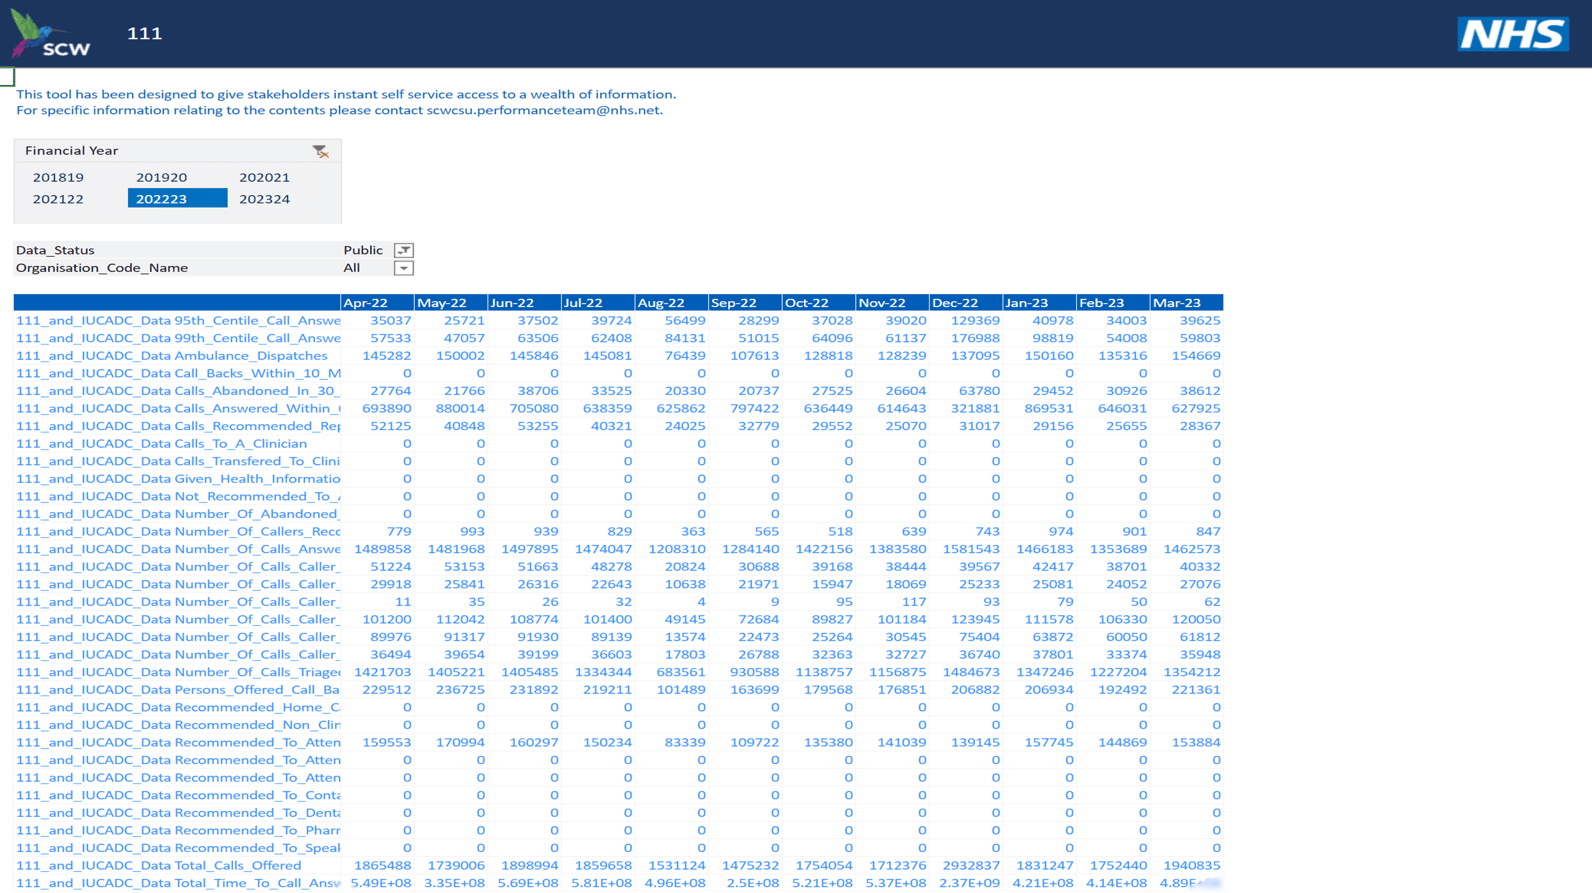 SCW
111
NHS
This tool has been designed to give stakeholders instant self service access to a wealth of information.
For specific information relating to the contents please contact scwcsu.performanceteam@nhs.net.
Financial Year
201819 201920 202021
202122 202223 202324
Data_Status Public
Organisation_Code_Name All
Apr-22 May-22 Jun-22 Jul-22 Aug-22 Sep-22 Oct-22 Nov-22 Dec-22 Jan-23 Feb-23 Mar-23
111_and_IUCADC_Data 95th_Centile_Call_Answe 35037 25721 37502 39724 56499 28299 37028 39020 129369 40978 34003 39625
111_and_IUCADC_Data 99th_Centile_Call_Answe 57533 47057 63506 62408 84131 51015 64096 61137 176988 98819 54008 59803
111_and_IUCADC_Data Ambulance_Dispatches 145282 150002 145846 145081 76439 107613 128818 128239 137095 150160 135316 154669
111_and_IUCADC_Data Call_Backs_Within_10_M 0 0 0 0 0 0 0 0 0 0 0 0
111_and_IUCADC_Data Calls_Abandoned_In_30_ 27764 21766 38706 33525 20330 20737 27525 26604 63780 29452 30926 38612
111_and_IUCADC_Data Calls_Answered_Within_ 693890 880014 705080 638359 625862 797422 636449 614643 321881 869531 646031 627925
111_and_IUCADC_Data Calls_Recommended_Rep 52125 40848 53255 40321 24025 32779 29552 25070 31017 29156 25655 28367
111_and_IUCADC_Data Calls_To_A_Clinician 0 0 0 0 0 0 0 0 0 0 0 0
111_and_IUCADC_Data Calls_Transfered_To_Clini 0 0 0 0 0 0 0 0 0 0 0 0
111_and_IUCADC_Data Given_Health_Informatio 0 0 0 0 0 0 0 0 0 0 0 0
111_and_IUCADC_Data Not_Recommended_To_A 0 0 0 0 0 0 0 0 0 0 0 0
111_and_IUCADC_Data Number_Of_Abandoned_ 0 0 0 0 0 0 0 0 0 0 0 0
111_and_IUCADC_Data Number_Of_Callers_Recc 779 993 939 829 363 565 518 639 743 974 901 847
111_and_IUCADC_Data Number_Of_Calls_Answe 1489858 1481968 1497895 1474047 1208310 1284140 1422156 1383580 1581543 1466183 1353689 1462573
111_and_IUCADC_Data Number_Of_Calls_Caller_ 51224 53153 51663 48278 20824 30688 39168 38444 39567 42417 38701 40332
111_and_IUCADC_Data Number_Of_Calls_Caller_ 29918 25841 26316 22643 10638 21971 15947 18069 25233 25081 24052 27076
111_and_IUCADC_Data Number_Of_Calls_Caller_ 11 35 26 32 4 9 95 117 93 79 50 62
111_and_IUCADC_Data Number_Of_Calls_Caller_ 101200 112042 108774 101400 49145 72684 89827 101184 123945 111578 106330 120050
111_and_IUCADC_Data Number_Of_Calls_Caller_ 89976 91317 91930 89139 13574 22473 25264 30545 75404 63872 60050 61812
111_and_IUCADC_Data Number_Of_Calls_Caller_ 36494 39654 39199 36603 17803 26788 32363 32727 36740 37801 33374 35948
111_and_IUCADC_Data Number_Of_Calls_Triage 1421703 1405221 1405485 1334344 683561 930588 1138757 1156875 1484673 1347246 1227204 1354212
111_and_IUCADC_Data Persons_Offered_Call_Ba 229512 236725 231892 219211 101489 163699 179568 176851 206882 206934 192492 221361
111_and_IUCADC_Data Recommended_Home_C 0 0 0 0 0 0 0 0 0 0 0 0
111_and_IUCADC_Data Recommended_Non_Clin 0 0 0 0 0 0 0 0 0 0 0 0
111_and_IUCADC_Data Recommended_To_Atten 159553 170994 160297 150234 83339 109722 135380 141039 139145 157745 144869 153884
111_and_IUCADC_Data Recommended_To_Atten 0 0 0 0 0 0 0 0 0 0 0 0
111_and_IUCADC_Data Recommended_To_Atten 0 0 0 0 0 0 0 0 0 0 0 0
111_and_IUCADC_Data Recommended_To_Conta 0 0 0 0 0 0 0 0 0 0 0 0
111_and_IUCADC_Data Recommended_To_Denta 0 0 0 0 0 0 0 0 0 0 0 0
111_and_IUCADC_Data Recommended_To_Pharr 0 0 0 0 0 0 0 0 0 0 0 0
111_and_IUCADC_Data Recommended_To_Speak 0 0 0 0 0 0 0 0 0 0 0 0
111_and_IUCADC_Data Total_Calls_Offered 1865488 1739006 1898994 1859658 1531124 1475232 1754054 1712376 2932837 1831247 1752440 1940835
111_and_IUCADC_Data Total_Time_To_Call_Answ 5.49E+08 3.35E+08 5.69E+08 5.81E+08 4.96E+08 2.5E+08 5.21E+08 5.37E+08 2.37E+09 4.21E+08 4.14E+08